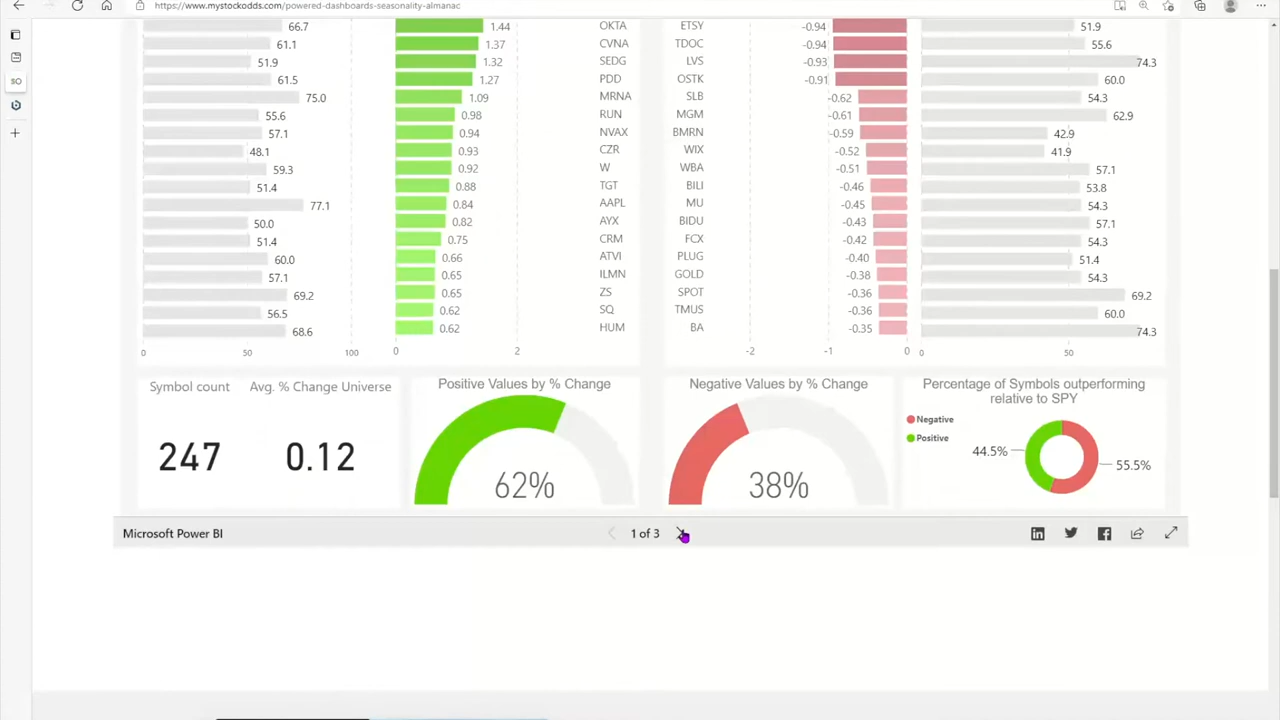 https://www.mystockodds.com/powered-dashboards-seasonality-almanac
66.7 1.44 OKTA ETSY -0.94 51.9
61.1 1.37 CVNA TDOC -0.94 55.6
51.9 1.32 SEDG LVS -0.93 74.3
61.5 1.27 PDD OSTK -0.91 60.0
75.0 1.09 MRNA SLB -0.62 54.3
55.6 0.98 RUN MGM -0.61 62.9
57.1 0.94 NVAX BMRN -0.59 42.9
48.1 0.93 CZR WIX -0.52 41.9
59.3 0.92 W WBA -0.51 57.1
51.4 0.88 TGT BILI -0.46 53.8
77.1 0.84 AAPL MU -0.45 54.3
50.0 0.82 AYX BIDU -0.43 57.1
51.4 0.75 CRM FCX -0.42 54.3
60.0 0.66 ATVI PLUG -0.40 51.4
57.1 0.65 ILMN GOLD -0.38 54.3
69.2 0.65 ZS SPOT -0.36 69.2
56.5 0.62 SQ TMUS -0.36 60.0
68.6 0.62 HUM BA -0.35 74.3
0 50 100 0 2 -2 -1 0 0 50
Symbol count
247
Avg. % Change Universe
0.12
Positive Values by % Change
62%
Negative Values by % Change
38%
Percentage of Symbols outperforming
relative to SPY
Negative
Positive
44.5%
55.5%
Microsoft Power BI
1 of 3